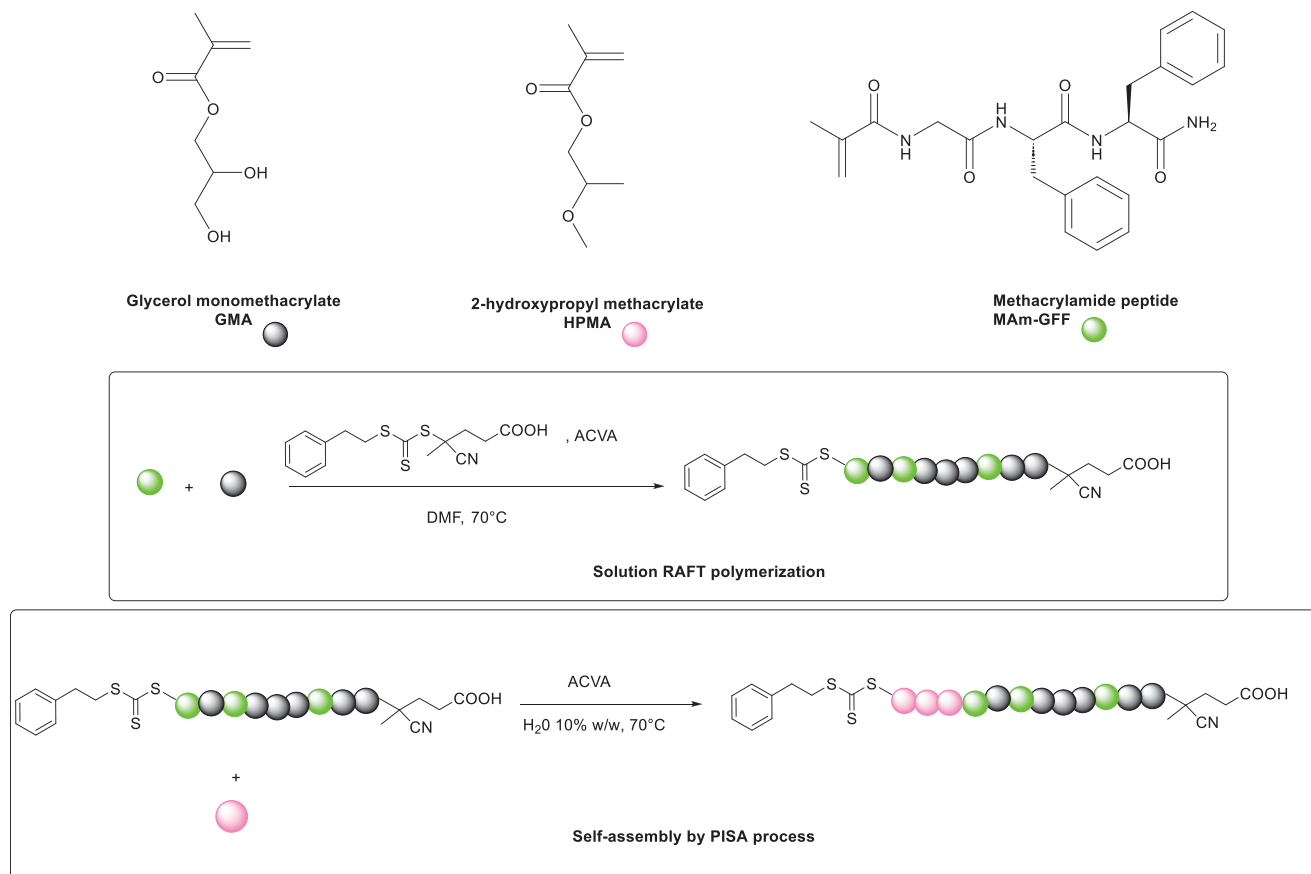 O
O
OH
OH
O
O
O
O
N
H
O
H
N
O
O
N
H
O
NH2
Glycerol monomethacrylate
GMA
2-hydroxypropyl methacrylate
HPMA
Methacrylamide peptide
MAm-GFF
S
S
S
CN
COOH
, ACVA
+
DMF, 70°C
S
S
S
CN
COOH
Solution RAFT polymerization
S
S
S
CN
COOH
+
ACVA
H20 10% w/w, 70°C
S
S
S
CN
COOH
Self-assembly by PISA process